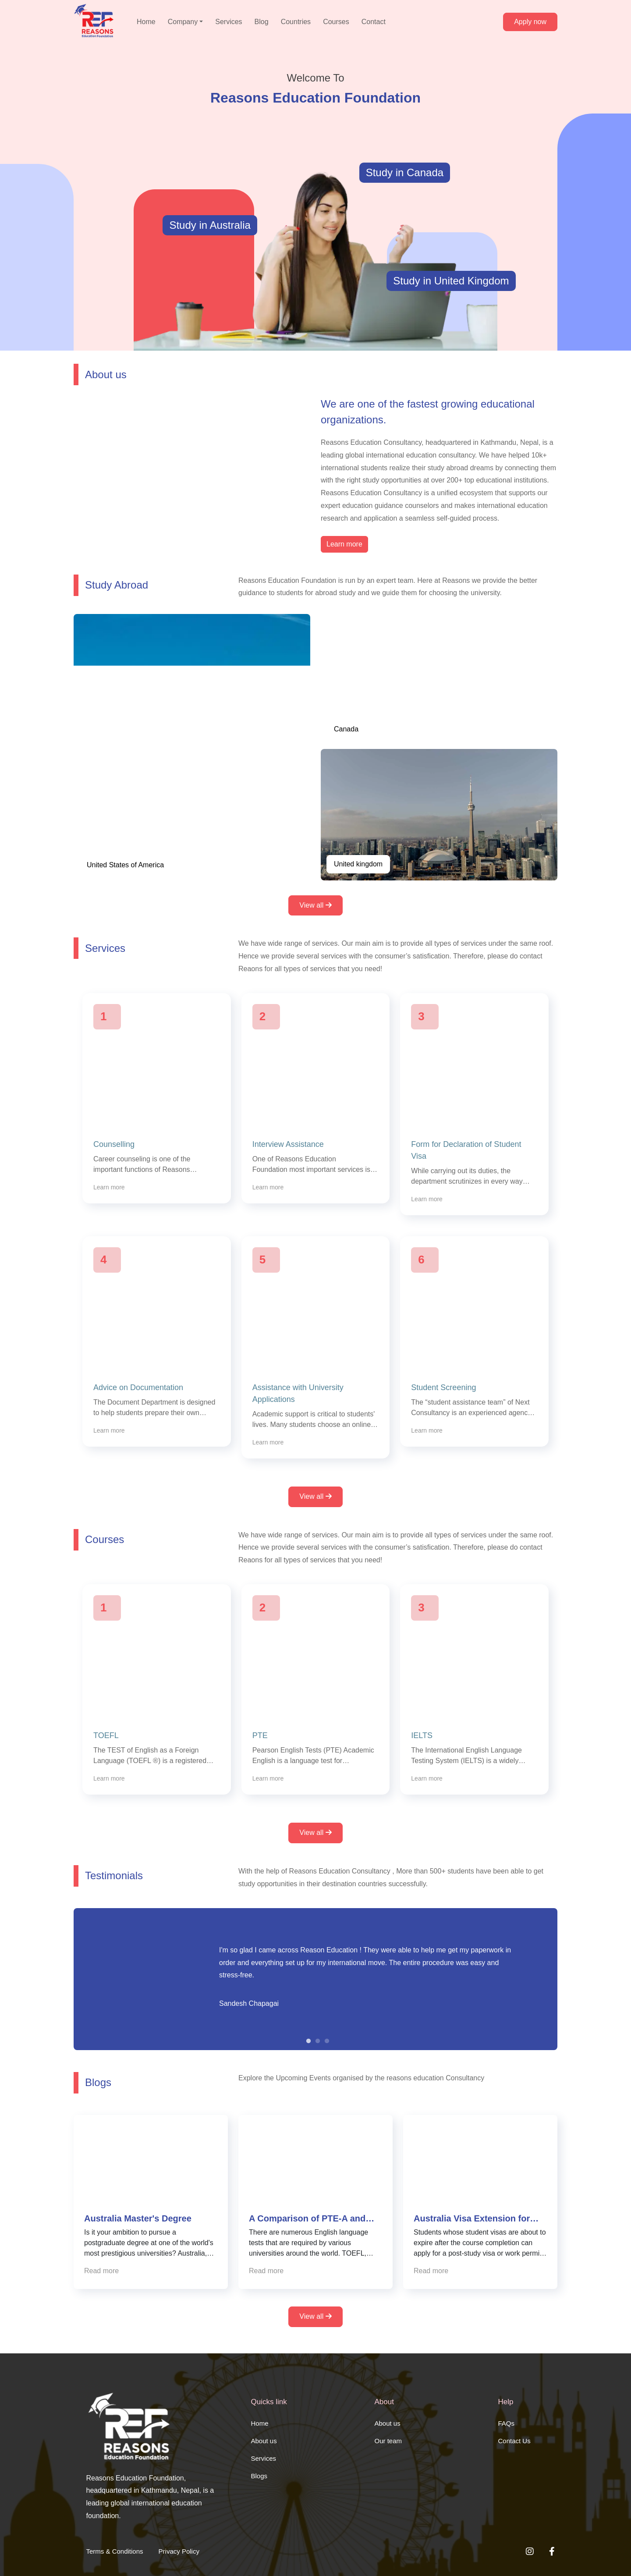 REF
REASONS
Education Foundation
Home
Company
Services
Blog
Countries
Courses
Contact
Apply now
Welcome To
Reasons Education Foundation
Study in Canada
Study in Australia
Study in United Kingdom
About us
We are one of the fastest growing educational
organizations.
Reasons Education Consultancy, headquartered in Kathmandu, Nepal, is a
leading global international education consultancy. We have helped 10k+
international students realize their study abroad dreams by connecting them
with the right study opportunities at over 200+ top educational institutions.
Reasons Education Consultancy is a unified ecosystem that supports our
expert education guidance counselors and makes international education
research and application a seamless self-guided process.
Learn more
Study Abroad
Reasons Education Foundation is run by an expert team. Here at Reasons we provide the better
guidance to students for abroad study and we guide them for choosing the university.
Canada
United States of America
United kingdom
View all →
Services
We have wide range of services. Our main aim is to provide all types of services under the same roof.
Hence we provide several services with the consumer's satisfication. Therefore, please do contact
Reaons for all types of services that you need!
1
Counselling
Career counseling is one of the
important functions of Reasons…
Learn more
2
Interview Assistance
One of Reasons Education
Foundation most important services is…
Learn more
3
Form for Declaration of Student
Visa
While carrying out its duties, the
department scrutinizes in every way…
Learn more
4
Advice on Documentation
The Document Department is designed
to help students prepare their own…
Learn more
5
Assistance with University
Applications
Academic support is critical to students'
lives. Many students choose an online…
Learn more
6
Student Screening
The "student assistance team" of Next
Consultancy is an experienced agenc…
Learn more
View all →
Courses
We have wide range of services. Our main aim is to provide all types of services under the same roof.
Hence we provide several services with the consumer's satisfication. Therefore, please do contact
Reaons for all types of services that you need!
1
TOEFL
The TEST of English as a Foreign
Language (TOEFL ®) is a registered…
Learn more
2
PTE
Pearson English Tests (PTE) Academic
English is a language test for…
Learn more
3
IELTS
The International English Language
Testing System (IELTS) is a widely…
Learn more
View all →
Testimonials
With the help of Reasons Education Consultancy , More than 500+ students have been able to get
study opportunities in their destination countries successfully.
I'm so glad I came across Reason Education ! They were able to help me get my paperwork in
order and everything set up for my international move. The entire procedure was easy and
stress-free.
Sandesh Chapagai
Blogs
Explore the Upcoming Events organised by the reasons education Consultancy
Australia Master's Degree
Is it your ambition to pursue a
postgraduate degree at one of the world's
most prestigious universities? Australia,…
Read more
A Comparison of PTE-A and…
There are numerous English language
tests that are required by various
universities around the world. TOEFL,…
Read more
Australia Visa Extension for…
Students whose student visas are about to
expire after the course completion can
apply for a post-study visa or work permi…
Read more
View all →
REF
REASONS
Education Foundation
Reasons Education Foundation,
headquartered in Kathmandu, Nepal, is a
leading global international education
foundation.
Quicks link
Home
About us
Services
Blogs
About
About us
Our team
Help
FAQs
Contact Us
Terms & Conditions
Privacy Policy